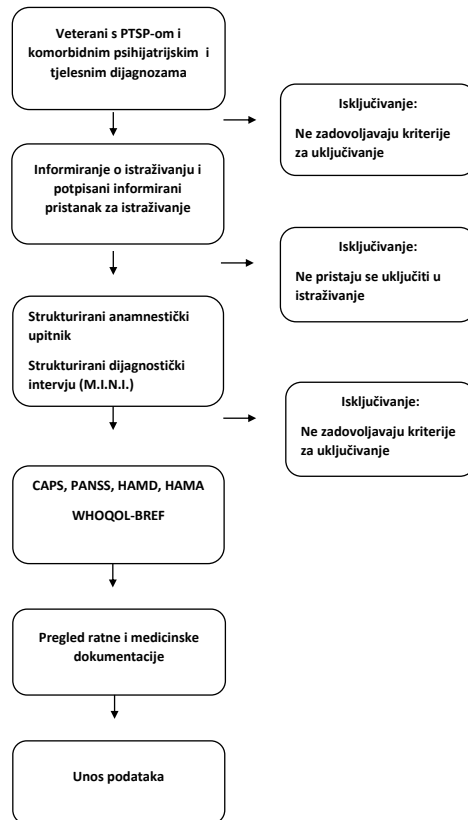 Veterani s PTSP-om i
komorbidnim psihijatrijskim i
tjelesnim dijagnozama
Isključivanje:
Ne zadovoljavaju kriterije
za uključivanje
Informiranje o istraživanju i
potpisani informirani
pristanak za istraživanje
Isključivanje:
Ne pristaju se uključiti u
istraživanje
Strukturirani anamnestički
upitnik
Strukturirani dijagnostički
intervju (M.I.N.I.)
Isključivanje:
Ne zadovoljavaju kriterije
za uključivanje
CAPS, PANSS, HAMD, HAMA
WHOQOL-BREF
Pregled ratne i medicinske
dokumentacije
Unos podataka